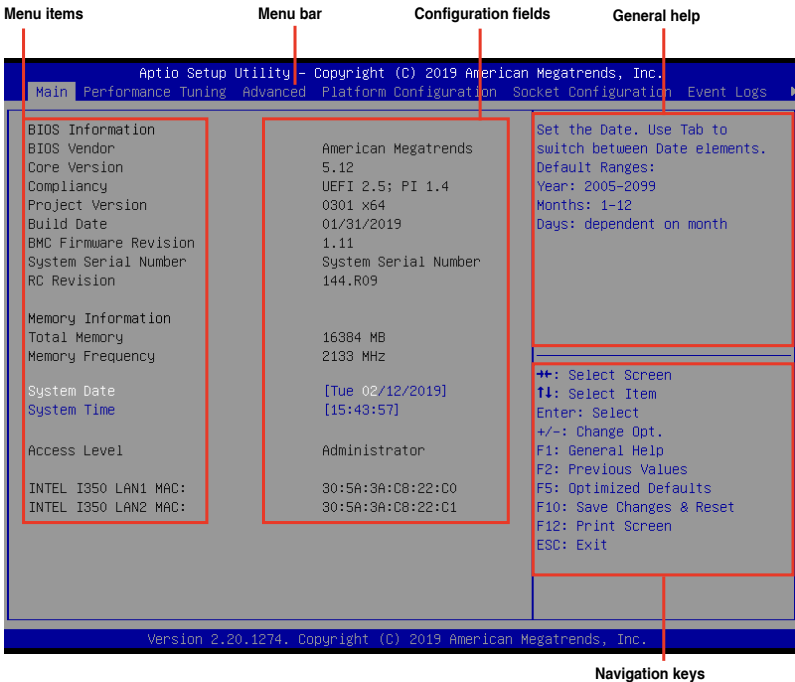 Menu items Menu bar Configuration fields General help
Aptio Setup Utility – Copyright (C) 2019 American Megatrends, Inc.
Main Performance Tuning Advanced Platform Configuration Socket Configuration Event Logs
BIOS Information
BIOS Vendor American Megatrends
Core Version 5.12
Compliancy UEFI 2.5; PI 1.4
Project Version 0301 x64
Build Date 01/31/2019
BMC Firmware Revision 1.11
System Serial Number System Serial Number
RC Revision 144.R09
Memory Information
Total Memory 16384 MB
Memory Frequency 2133 MHz
System Date [Tue 02/12/2019]
System Time [15:43:57]
Access Level Administrator
INTEL I350 LAN1 MAC: 30:5A:3A:C8:22:C0
INTEL I350 LAN2 MAC: 30:5A:3A:C8:22:C1
Set the Date. Use Tab to
switch between Date elements.
Default Ranges:
Year: 2005-2099
Months: 1-12
Days: dependent on month
→←: Select Screen
↑↓: Select Item
Enter: Select
+/-: Change Opt.
F1: General Help
F2: Previous Values
F5: Optimized Defaults
F10: Save Changes & Reset
F12: Print Screen
ESC: Exit
Version 2.20.1274. Copyright (C) 2019 American Megatrends, Inc.
Navigation keys